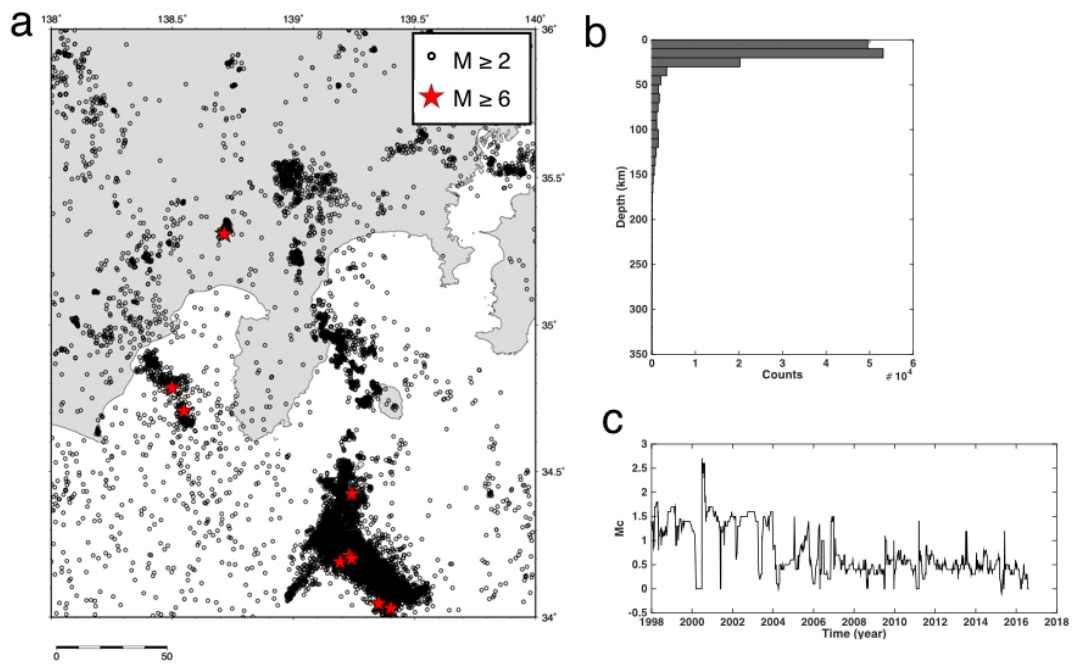 a
138˚ 138.5˚ 139˚ 139.5˚ 140˚
36˚
M ≥ 2
M ≥ 6
35.5˚
35˚
34.5˚
34˚
0 50
b
0
50
100
150
200
250
300
350
Depth (km)
0 1 2 3 4 5 6
Counts
# 10⁴
c
3
2.5
2
1.5
1
0.5
0
-0.5
Mc
1998 2000 2002 2004 2006 2008 2010 2012 2014 2016 2018
Time (year)